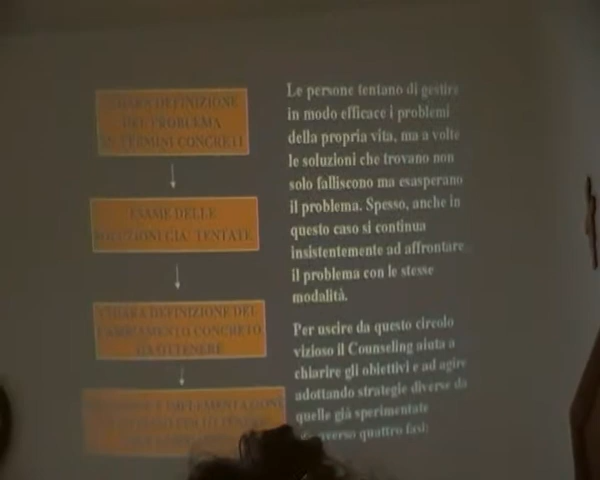 CHIARA DEFINIZIONE
DEL PROBLEMA
IN TERMINI CONCRETI
ESAME DELLE
SOLUZIONI GIA' TENTATE
CHIARA DEFINIZIONE DEL
CAMBIAMENTO CONCRETO
DA OTTENERE
Le persone tentano di gestire
in modo efficace i problemi
della propria vita, ma a volte
le soluzioni che trovano non
solo falliscono ma esasperano
il problema. Spesso, anche in
questo caso si continua
insistentemente ad affrontare
il problema con le stesse
modalità.
Per uscire da questo circolo
vizioso il Counseling aiuta a
chiarire gli obiettivi e ad agire
adottando strategie diverse da
quelle già sperimentate
quattro fasi: